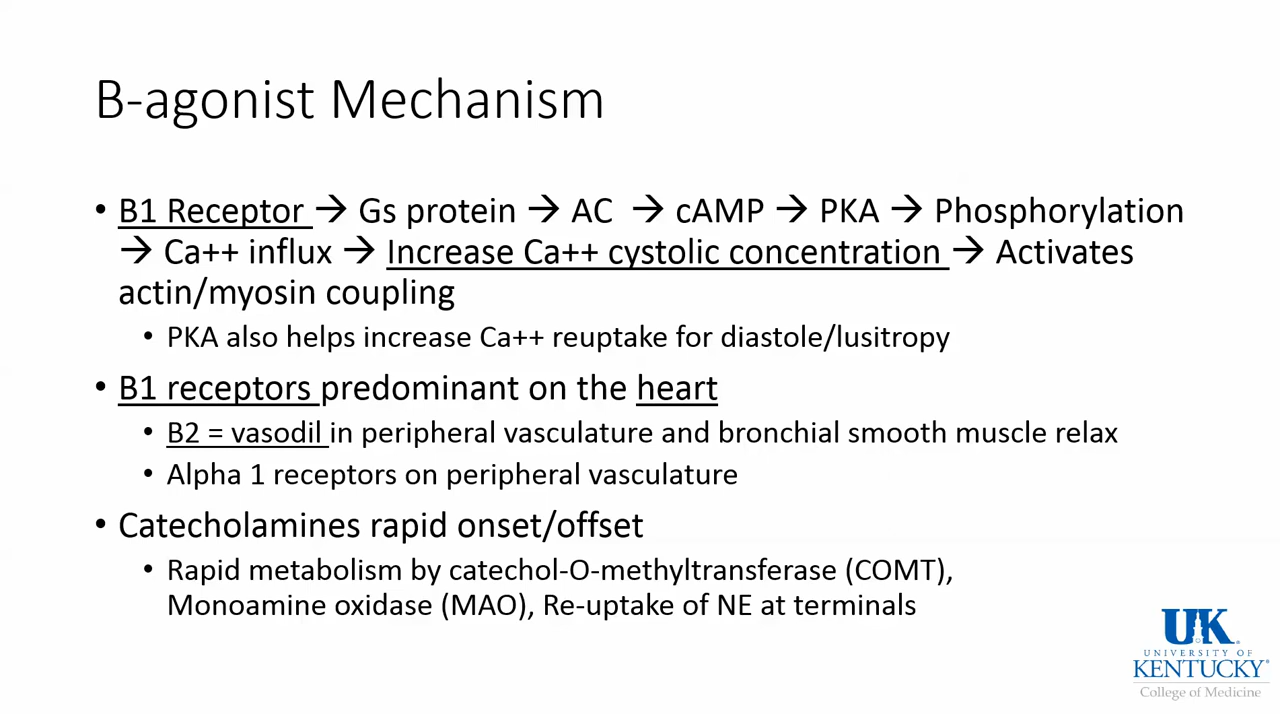 B-agonist Mechanism
• B1 Receptor → Gs protein → AC → cAMP → PKA → Phosphorylation
→ Ca++ influx → Increase Ca++ cystolic concentration → Activates
actin/myosin coupling
• PKA also helps increase Ca++ reuptake for diastole/lusitropy
• B1 receptors predominant on the heart
• B2 = vasodil in peripheral vasculature and bronchial smooth muscle relax
• Alpha 1 receptors on peripheral vasculature
• Catecholamines rapid onset/offset
• Rapid metabolism by catechol-O-methyltransferase (COMT),
Monoamine oxidase (MAO), Re-uptake of NE at terminals
UK
UNIVERSITY OF
KENTUCKY
College of Medicine